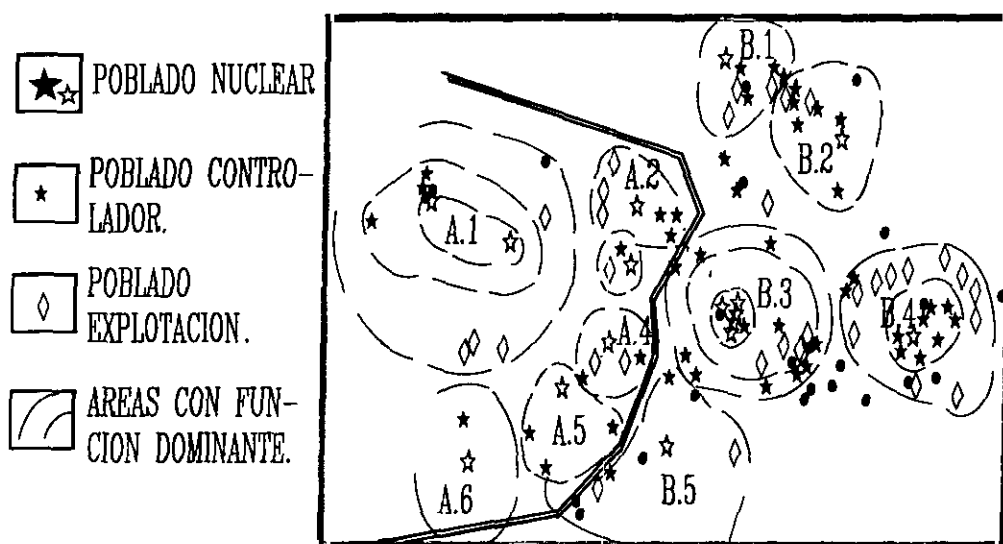 POBLADO NUCLEAR
POBLADO CONTRO-
LADOR.
POBLADO
EXPLOTACION.
AREAS CON FUN-
CION DOMINANTE.
B.1
B.2
A.2
A.1
B.3
B.4
A.4
A.5
A.6
B.5